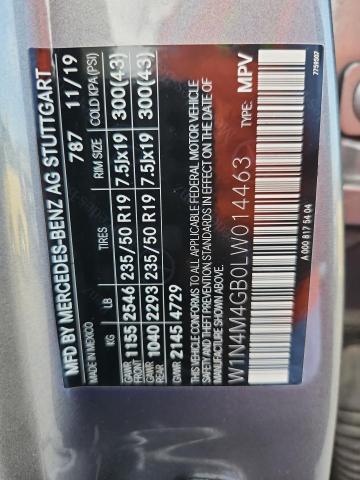 MFD BY MERCEDES-BENZ AG STUTTGART
MADE IN MEXICO 787 11/19
KG LB TIRES RIM SIZE COLD KPA(PSI)
GAWR FRONT 1155 2546 235/50 R19 7.5Jx19 300(43)
GAWR REAR 1040 2293 235/50 R19 7.5Jx19 300(43)
GVWR 2145 4729
THIS VEHICLE CONFORMS TO ALL APPLICABLE FEDERAL MOTOR VEHICLE
SAFETY AND THEFT PREVENTION STANDARDS IN EFFECT ON THE DATE OF
MANUFACTURE SHOWN ABOVE.
TYPE: MPV
W1N4M4GB0LW014463
A 000 817 54 04
7759507